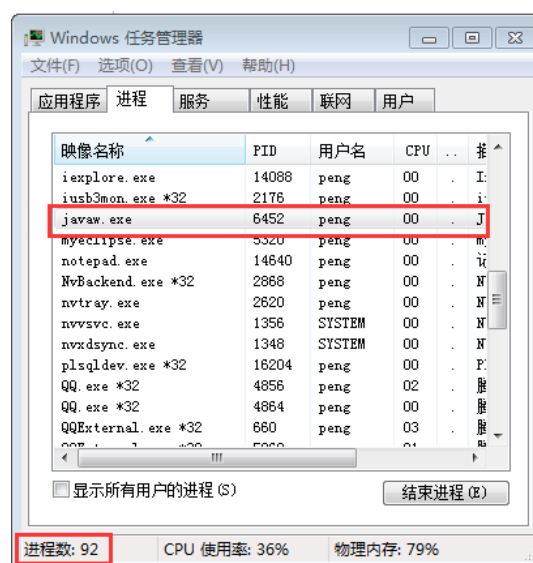 Windows 任务管理器
文件(F) 选项(O) 查看(V) 帮助(H)
应用程序 进程 服务 性能 联网 用户
映像名称 PID 用户名 CPU ..
iexplore.exe 14088 peng 00 .
iusb3mon.exe *32 2176 peng 00 .
javaw.exe 6452 peng 00 . J
myeclipse.exe 5320 peng 00 .
notepad.exe 14640 peng 00 . 记
NvBackend.exe *32 2868 peng 00 . N
nvtray.exe 2620 peng 00 . N
nvvsvc.exe 1356 SYSTEM 00 . N
nvxdsync.exe 1348 SYSTEM 00 . N
plsqldev.exe *32 16204 peng 00 . P
QQ.exe *32 4856 peng 02 . 腾
QQ.exe *32 4864 peng 00 . 腾
QQExternal.exe *32 660 peng 03 . 腾
显示所有用户的进程(S) 结束进程(E)
进程数: 92 CPU 使用率: 36% 物理内存: 79%